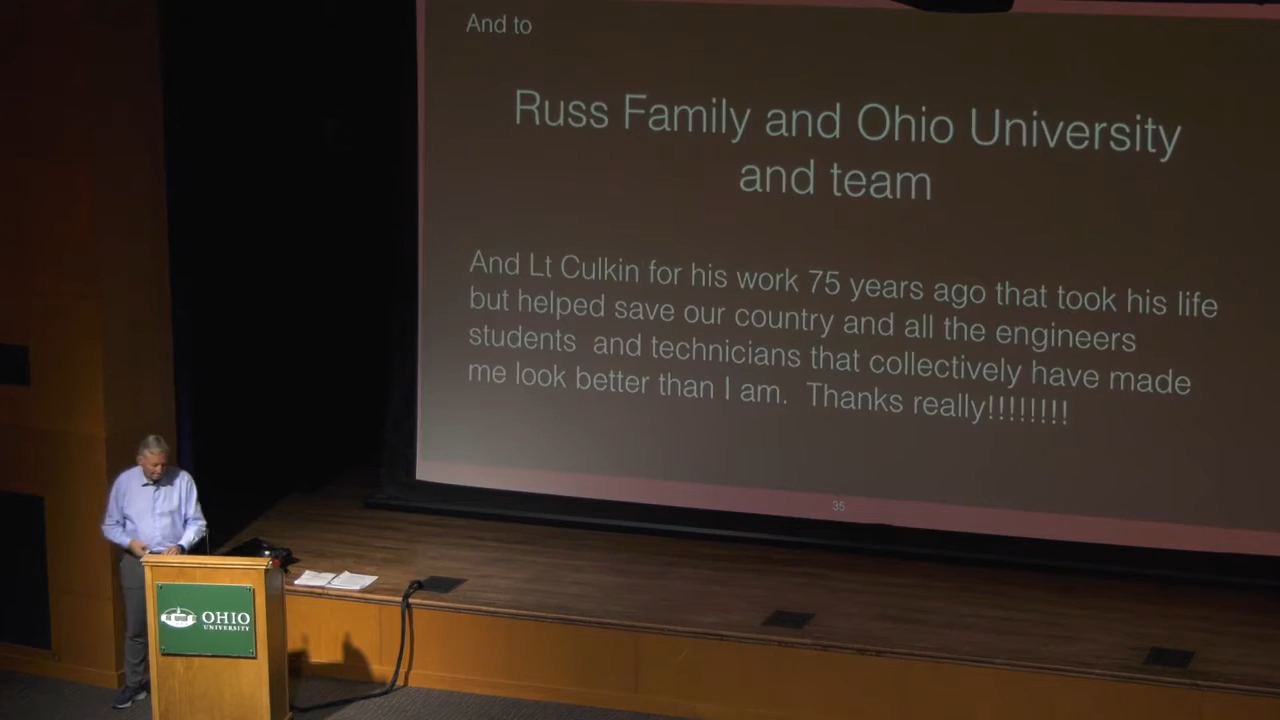 And to
Russ Family and Ohio University
and team
And Lt Culkin for his work 75 years ago that took his life
but helped save our country and all the engineers
students  and technicians that collectively have made
me look better than I am.  Thanks really!!!!!!!!
35
OHIO
UNIVERSITY